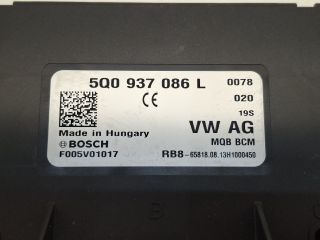 5Q0 937 086 L 0078
CE 020
19S
Made in Hungary VW AG
BOSCH MQB BCM
F005V01017 RB8-65818.08.13H1000450